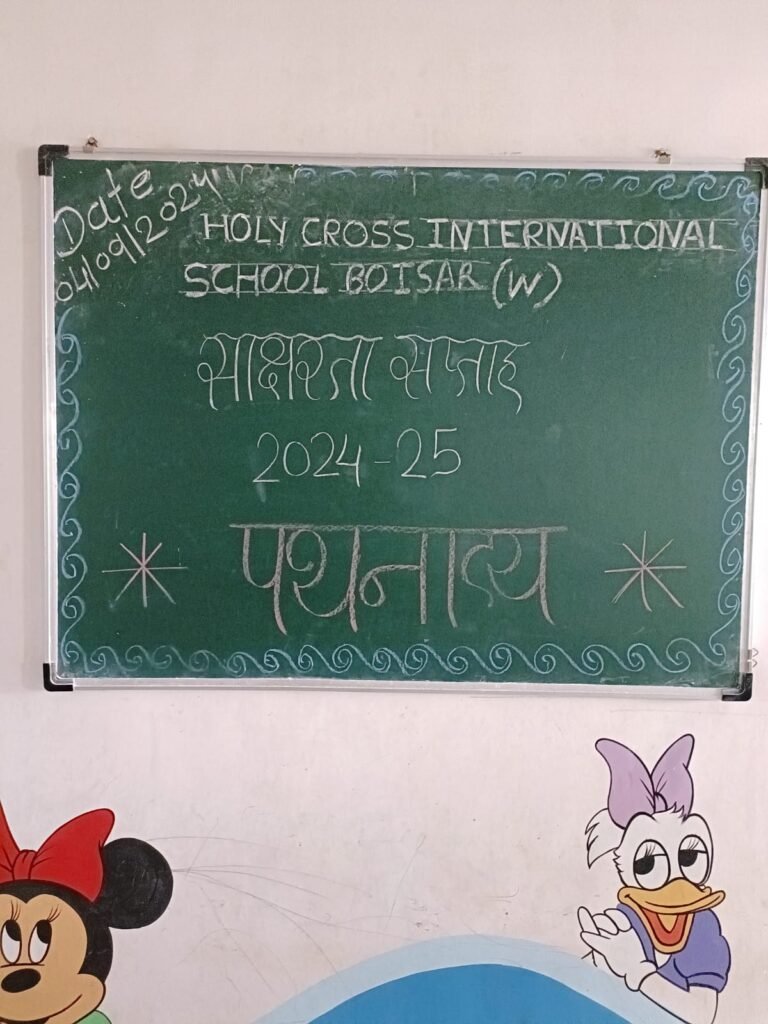 Date
04/09/2024
HOLY CROSS INTERNATIONAL
SCHOOL BOISAR (W)
साक्षरता सप्ताह
2024-25
* पथनाट्य *